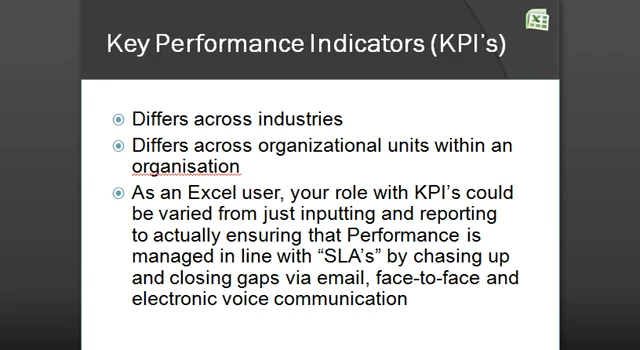 Key Performance Indicators (KPI's)
Differs across industries
Differs across organizational units within an
organisation
As an Excel user, your role with KPI's could
be varied from just inputting and reporting
to actually ensuring that Performance is
managed in line with “SLA's” by chasing up
and closing gaps via email, face-to-face and
electronic voice communication